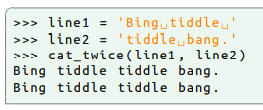 >>> line1 = 'Bing␣tiddle␣'
>>> line2 = 'tiddle␣bang.'
>>> cat_twice(line1, line2)
Bing tiddle tiddle bang.
Bing tiddle tiddle bang.